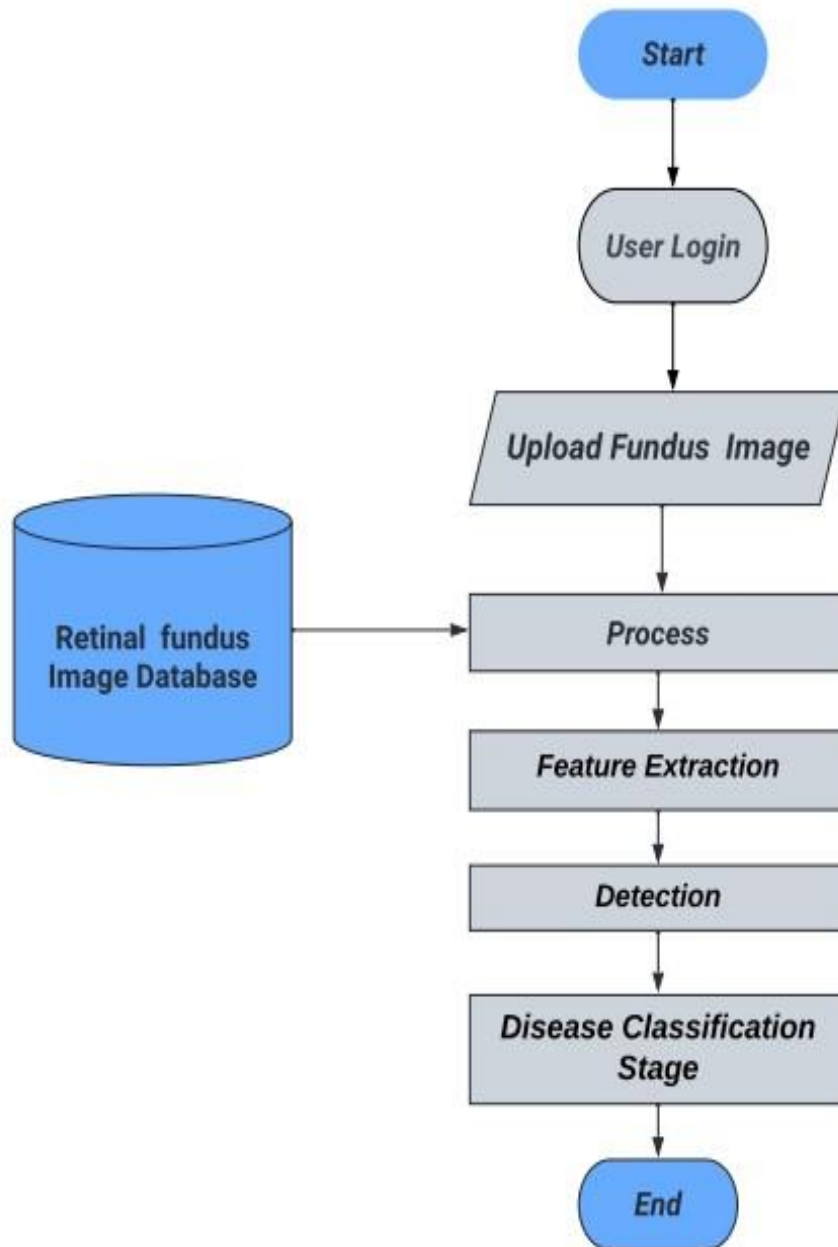 Start
User Login
Upload Fundus Image
Retinal fundus
Image Database
Process
Feature Extraction
Detection
Disease Classification
Stage
End